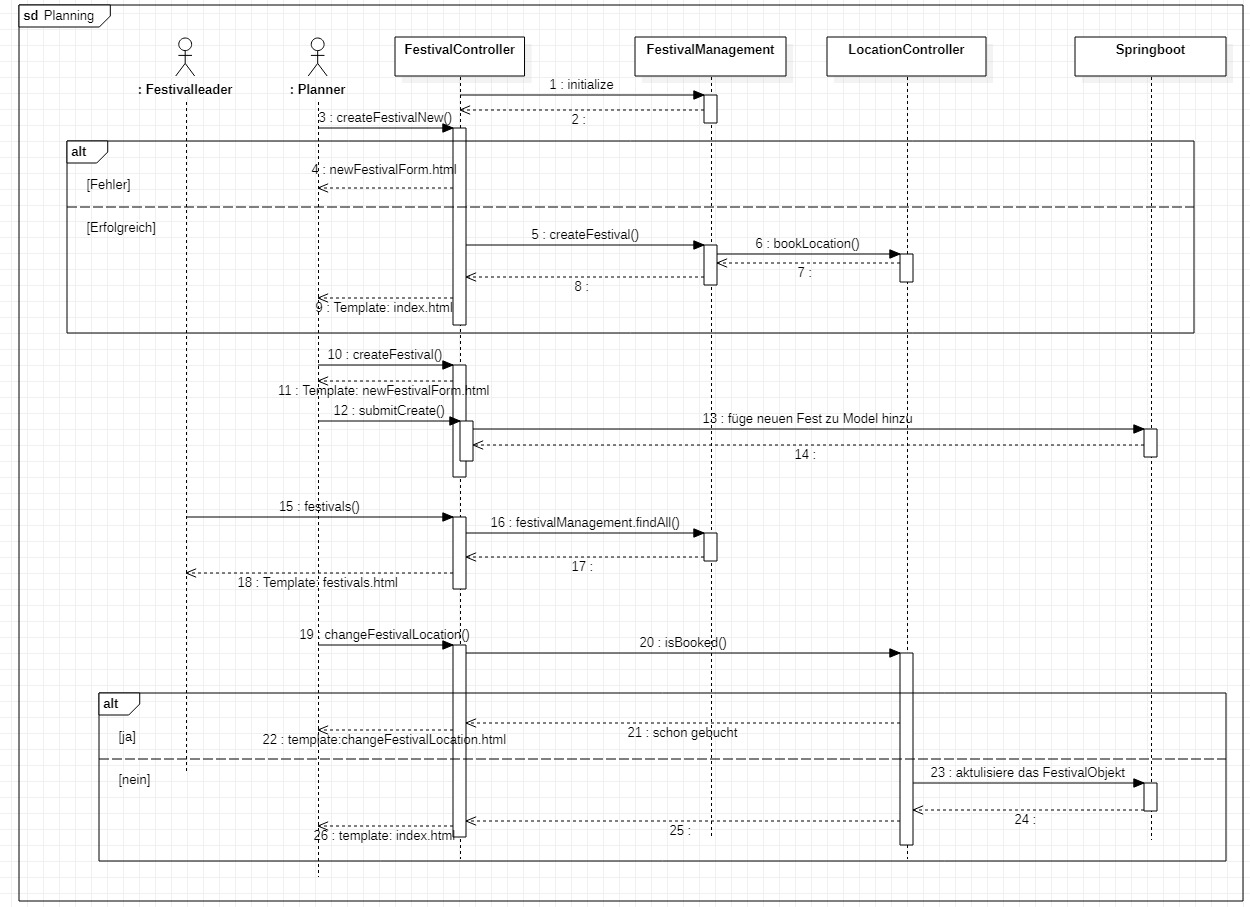 sd Planning
FestivalController
FestivalManagement
LocationController
Springboot
: Festivalleader
: Planner
1 : initialize
2 :
3 : createFestivalNew()
alt
4 : newFestivalForm.html
[Fehler]
[Erfolgreich]
5 : createFestival()
6 : bookLocation()
7 :
8 :
9 : Template: index.html
10 : createFestival()
11 : Template: newFestivalForm.html
12 : submitCreate()
13 : füge neuen Fest zu Model hinzu
14 :
15 : festivals()
16 : festivalManagement.findAll()
17 :
18 : Template: festivals.html
19 : changeFestivalLocation()
20 : isBooked()
alt
21 : schon gebucht
[ja]
22 : template:changeFestivalLocation.html
[nein]
23 : aktulisiere das FestivalObjekt
24 :
25 :
26 : template: index.html